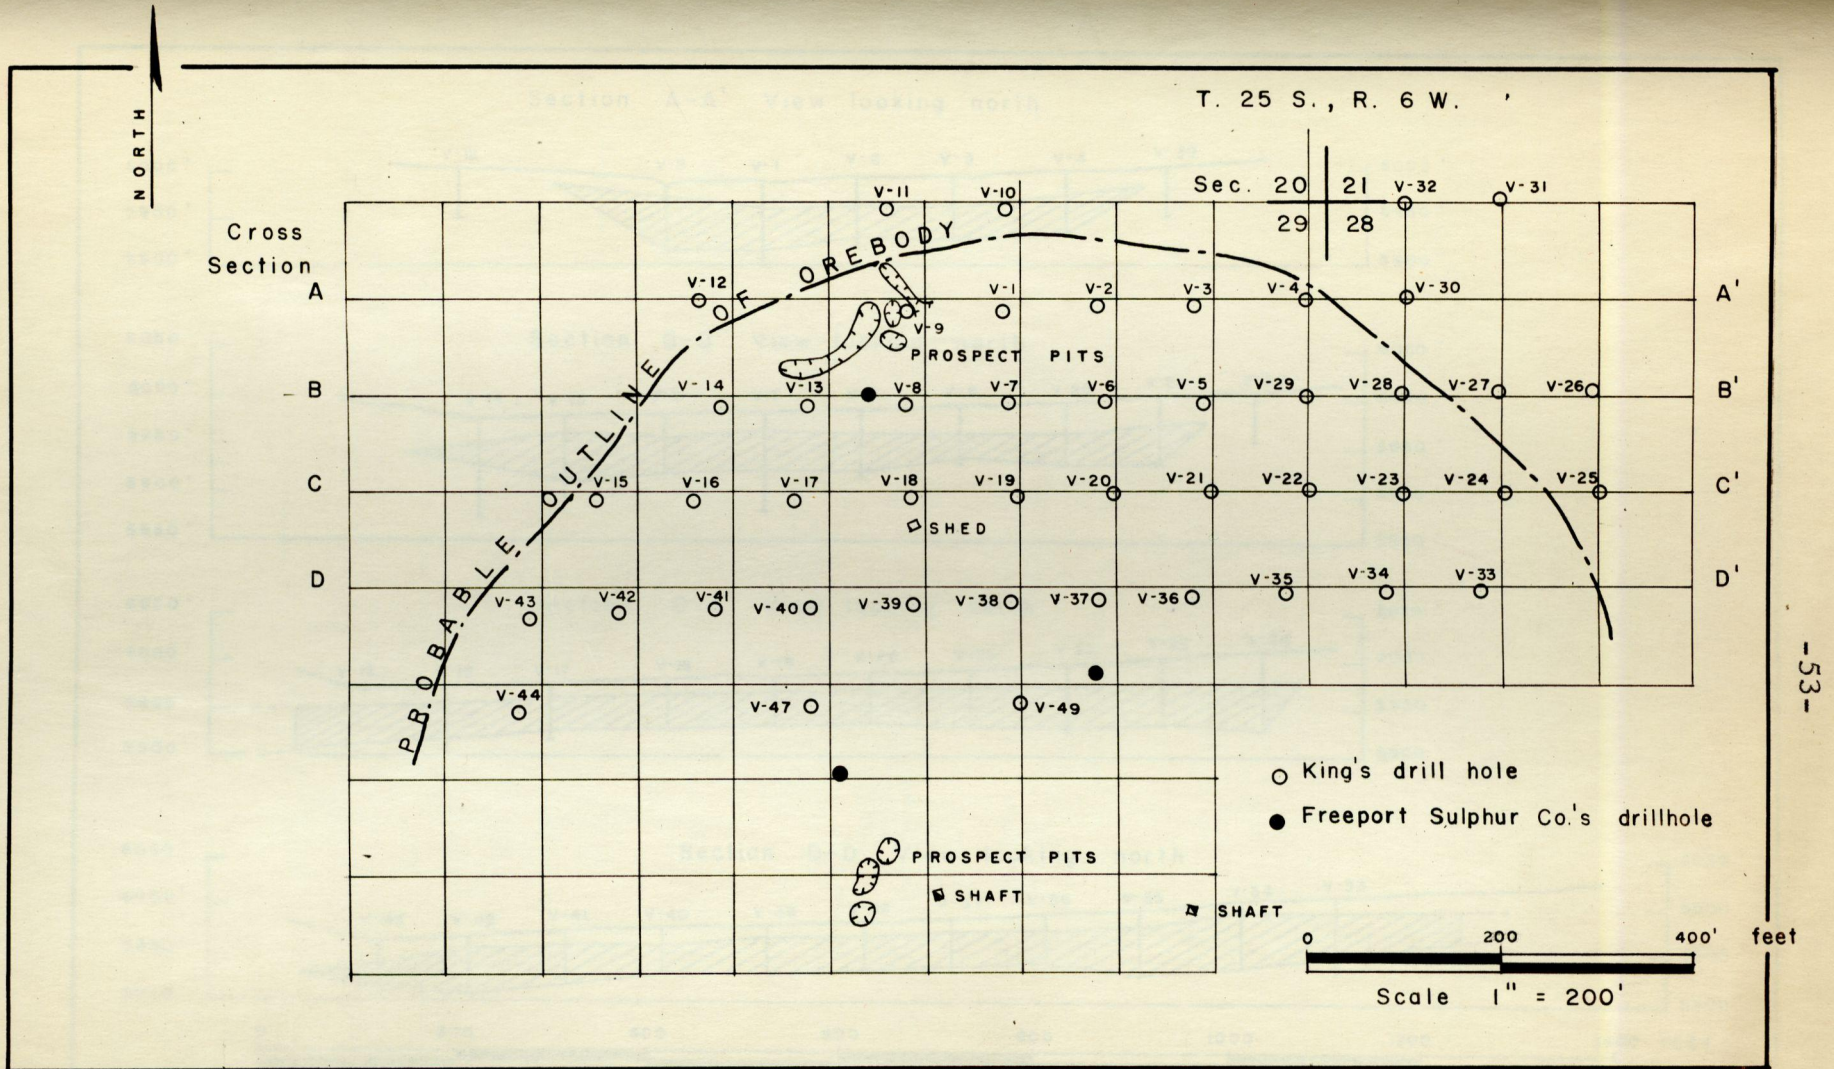 T. 25 S., R. 6 W.
NORTH
Sec. 20 21
29 28
V-11 V-10 V-32 V-31
Cross
Section
PROBABLE OUTLINE OF OREBODY
A V-12 V-1 V-2 V-3 V-4 V-30 A'
V-9
PROSPECT PITS
B V-14 V-13 V-8 V-7 V-6 V-5 V-29 V-28 V-27 V-26 B'
C V-15 V-16 V-17 V-18 V-19 V-20 V-21 V-22 V-23 V-24 V-25 C'
SHED
D V-43 V-42 V-41 V-40 V-39 V-38 V-37 V-36 V-35 V-34 V-33 D'
V-44 V-47 V-49
-53-
King's drill hole
Freeport Sulphur Co.'s drillhole
PROSPECT PITS
SHAFT
SHAFT
0 200 400' feet
Scale 1" = 200'